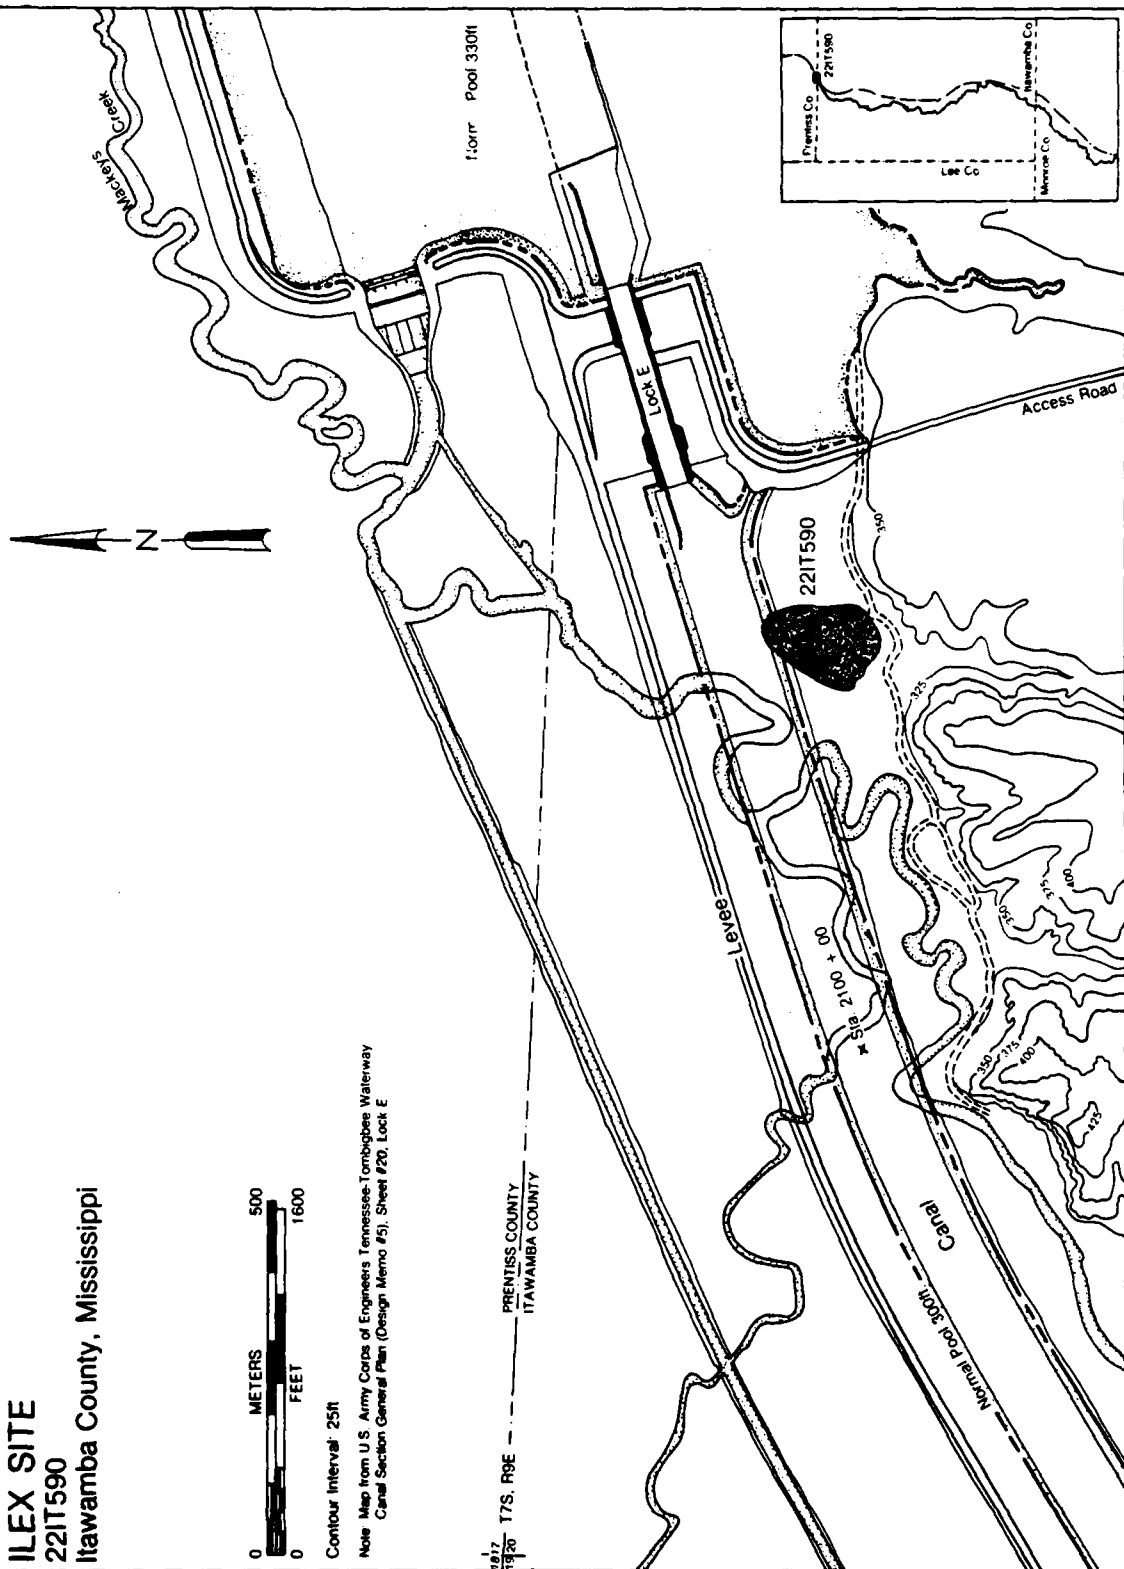 ILEX SITE
22IT590
Itawamba County, Mississippi
0 METERS 500
0 FEET 1600
Contour Interval 25ft
Note: Map from U.S. Army Corps of Engineers Tennessee-Tombigbee Waterway
Canal Section General Plan (Design Memo #5), Sheet #20, Lock E
T7S, R9E
PRENTISS COUNTY
ITAWAMBA COUNTY
N
Mackeys Creek
Norm Pool 330ft
Lock E
Access Road
22IT590
Levee
Sta. 2100 + 00
Canal
Normal Pool 300ft
350
325
350
375
400
350
375
400
425
Prentiss Co
22IT590
Lee Co
Itawamba Co
Monroe Co